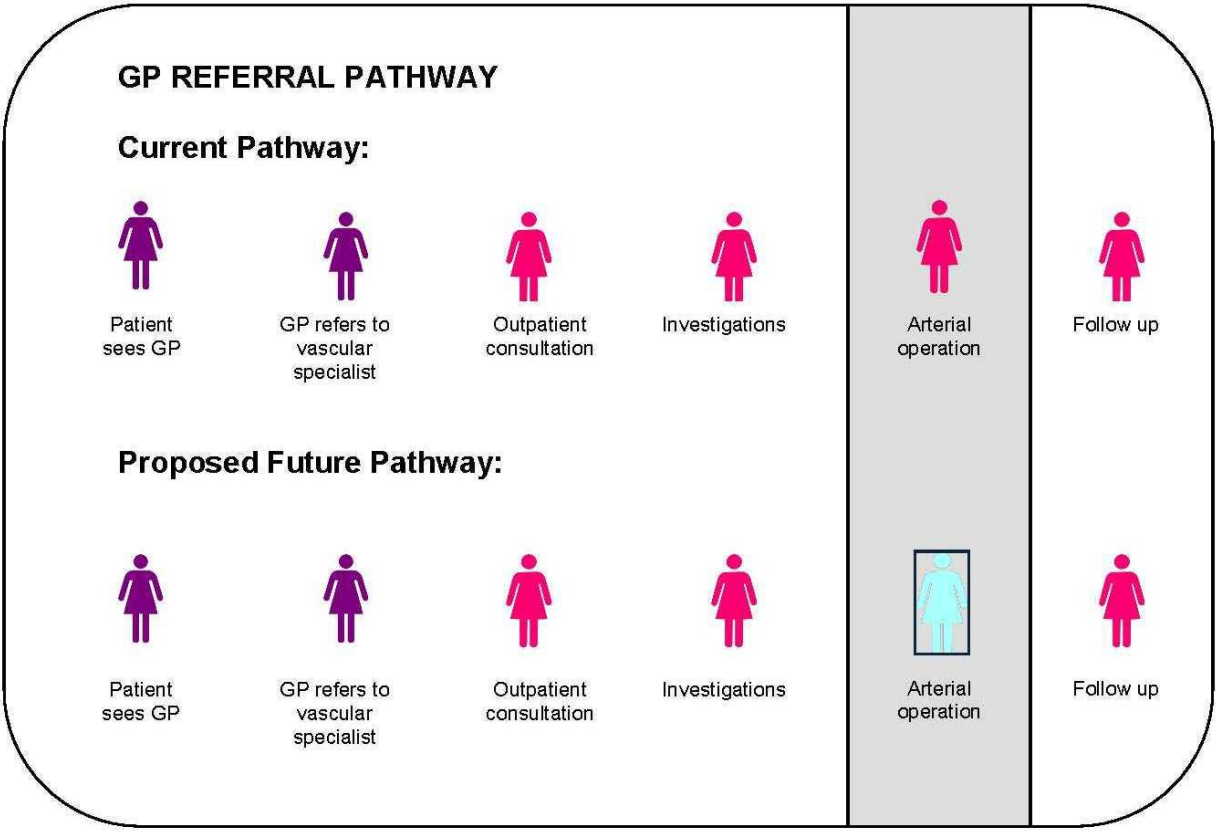 GP REFERRAL PATHWAY
Current Pathway:
Patient
sees GP
GP refers to
vascular
specialist
Outpatient
consultation
Investigations
Arterial
operation
Follow up
Proposed Future Pathway:
Patient
sees GP
GP refers to
vascular
specialist
Outpatient
consultation
Investigations
Arterial
operation
Follow up